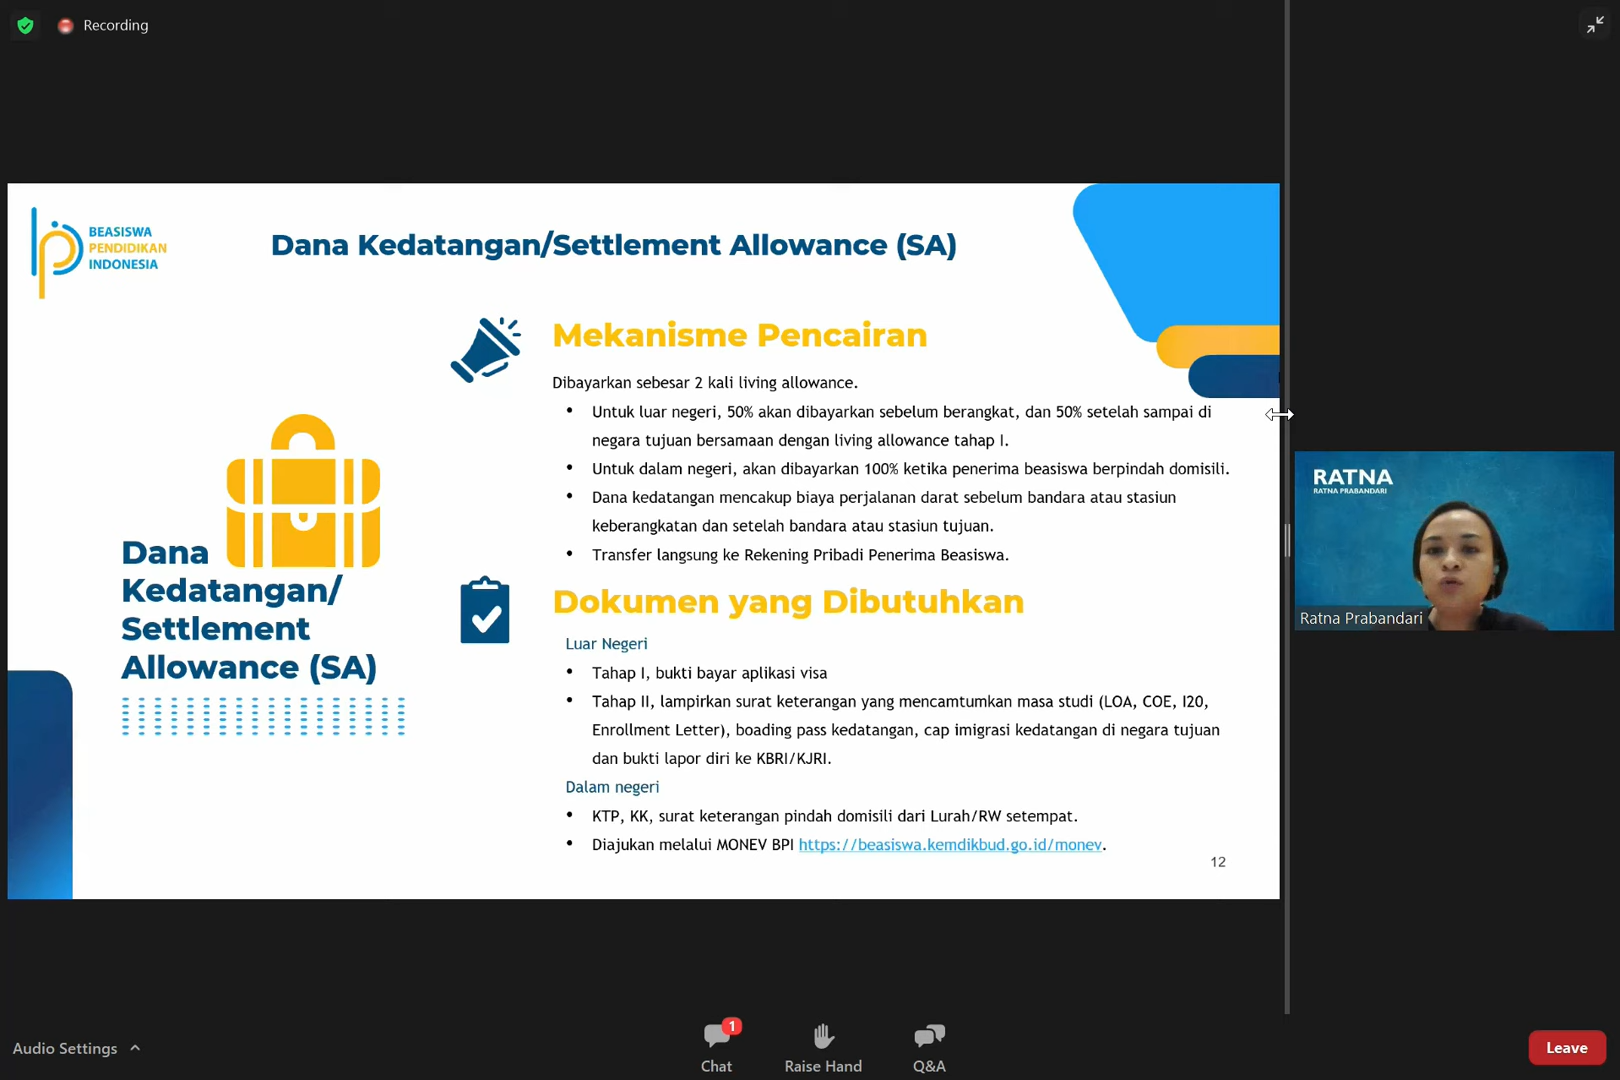 Recording
BEASISWA
PENDIDIKAN
INDONESIA
Dana Kedatangan/Settlement Allowance (SA)
Mekanisme Pencairan
Dibayarkan sebesar 2 kali living allowance.
• Untuk luar negeri, 50% akan dibayarkan sebelum berangkat, dan 50% setelah sampai di
negara tujuan bersamaan dengan living allowance tahap I.
• Untuk dalam negeri, akan dibayarkan 100% ketika penerima beasiswa berpindah domisili.
• Dana kedatangan mencakup biaya perjalanan darat sebelum bandara atau stasiun
keberangkatan dan setelah bandara atau stasiun tujuan.
• Transfer langsung ke Rekening Pribadi Penerima Beasiswa.
Dana
Kedatangan/
Settlement
Allowance (SA)
Dokumen yang Dibutuhkan
Luar Negeri
• Tahap I, bukti bayar aplikasi visa
• Tahap II, lampirkan surat keterangan yang mencamtumkan masa studi (LOA, COE, I20,
Enrollment Letter), boading pass kedatangan, cap imigrasi kedatangan di negara tujuan
dan bukti lapor diri ke KBRI/KJRI.
Dalam negeri
• KTP, KK, surat keterangan pindah domisili dari Lurah/RW setempat.
• Diajukan melalui MONEV BPI https://beasiswa.kemdikbud.go.id/monev.
12
RATNA
RATNA PRABANDARI
Ratna Prabandari
Audio Settings
1
Chat
Raise Hand
Q&A
Leave